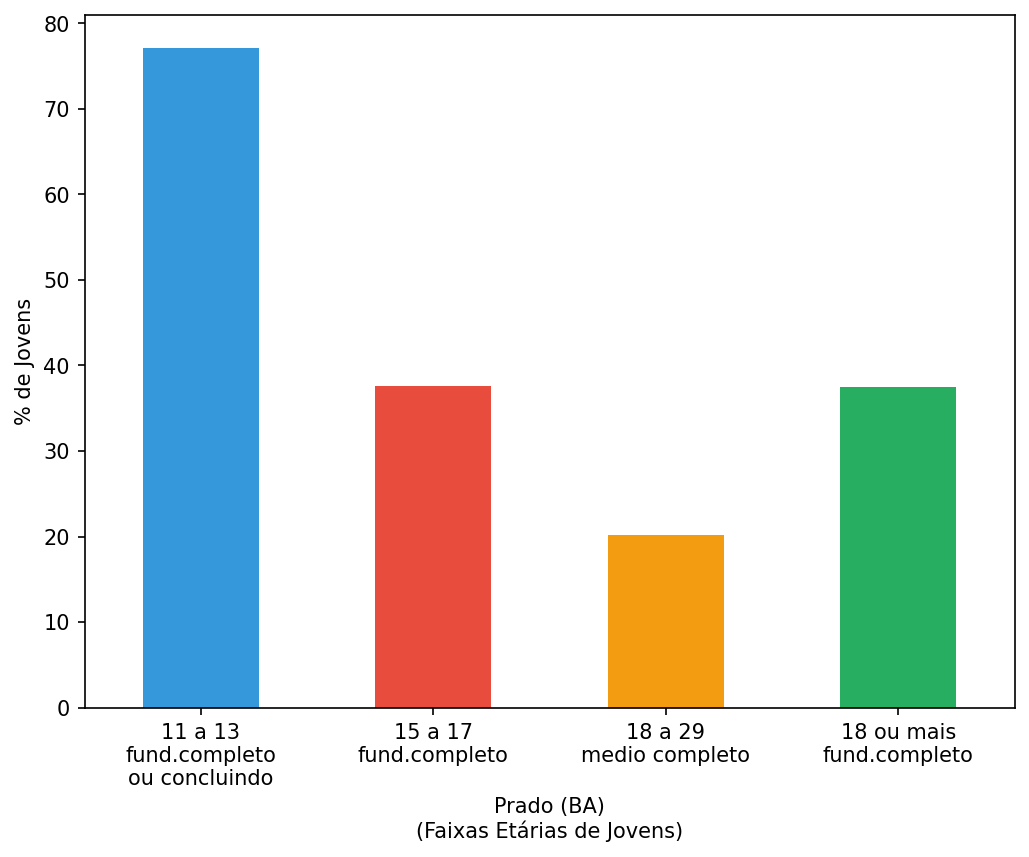 80
70
60
50
40
30
20
10
0
% de Jovens
11 a 13
fund.completo
ou concluindo
15 a 17
fund.completo
18 a 29
medio completo
18 ou mais
fund.completo
Prado (BA)
(Faixas Etárias de Jovens)